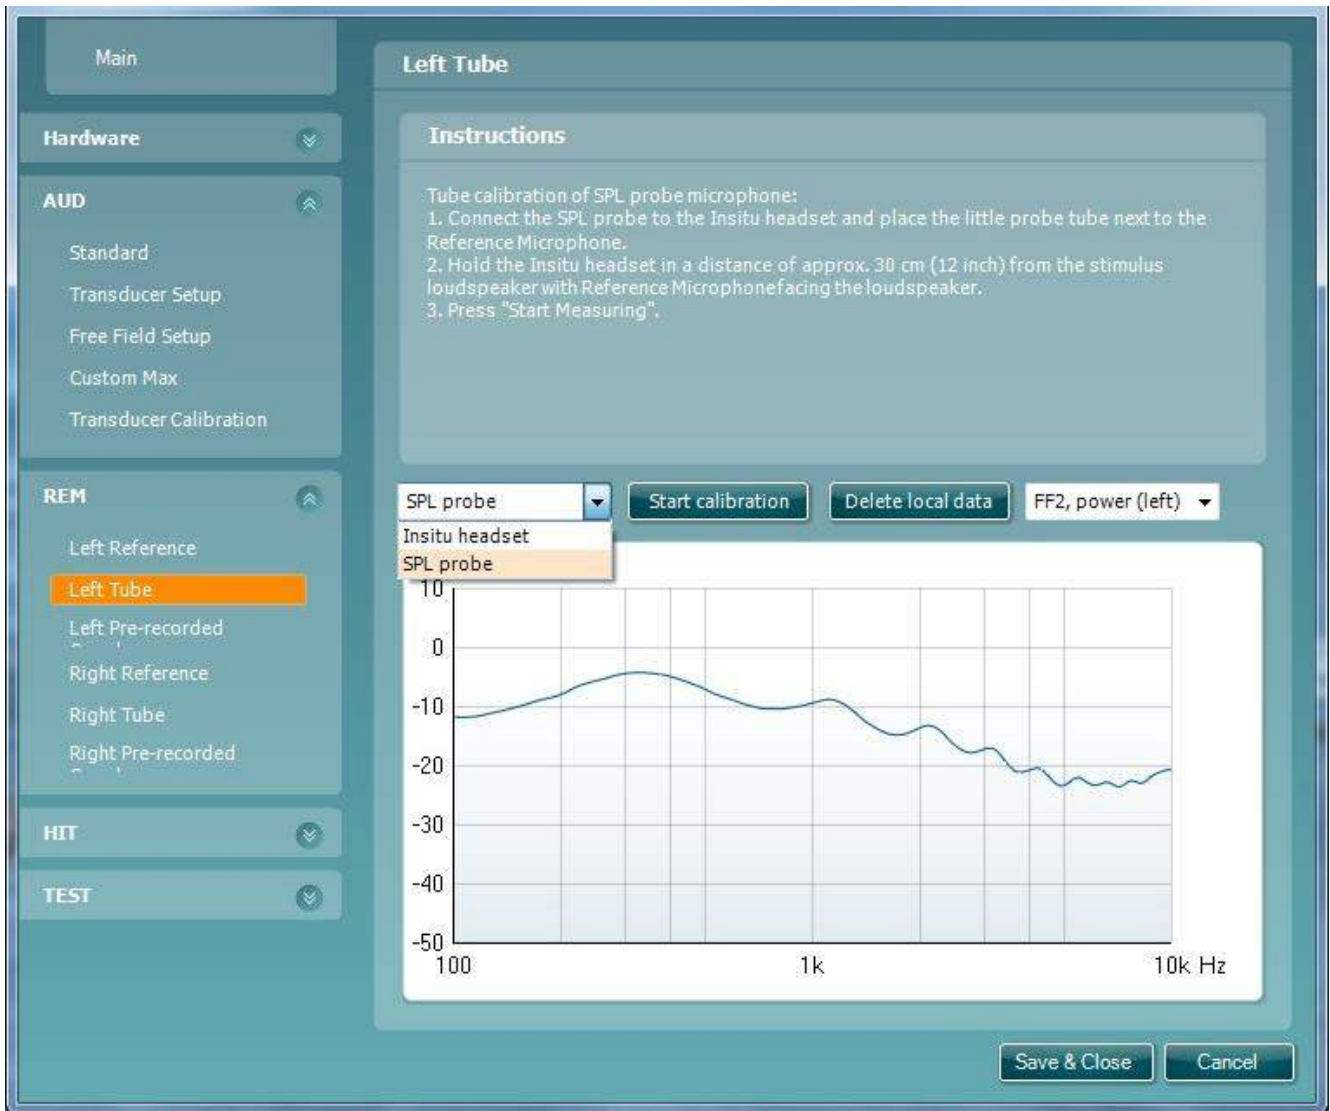 Main
Hardware
AUD
Standard
Transducer Setup
Free Field Setup
Custom Max
Transducer Calibration
REM
Left Reference
Left Tube
Left Pre-recorded
Right Reference
Right Tube
Right Pre-recorded
HIT
TEST
Left Tube
Instructions
Tube calibration of SPL probe microphone:
1. Connect the SPL probe to the Insitu headset and place the little probe tube next to the
Reference Microphone.
2. Hold the Insitu headset in a distance of approx. 30 cm (12 inch) from the stimulus
loudspeaker with Reference Microphone facing the loudspeaker.
3. Press "Start Measuring".
SPL probe
Start calibration
Delete local data
FF2, power (left)
Insitu headset
SPL probe
10
0
-10
-20
-30
-40
-50
100 1k 10k Hz
Save & Close
Cancel